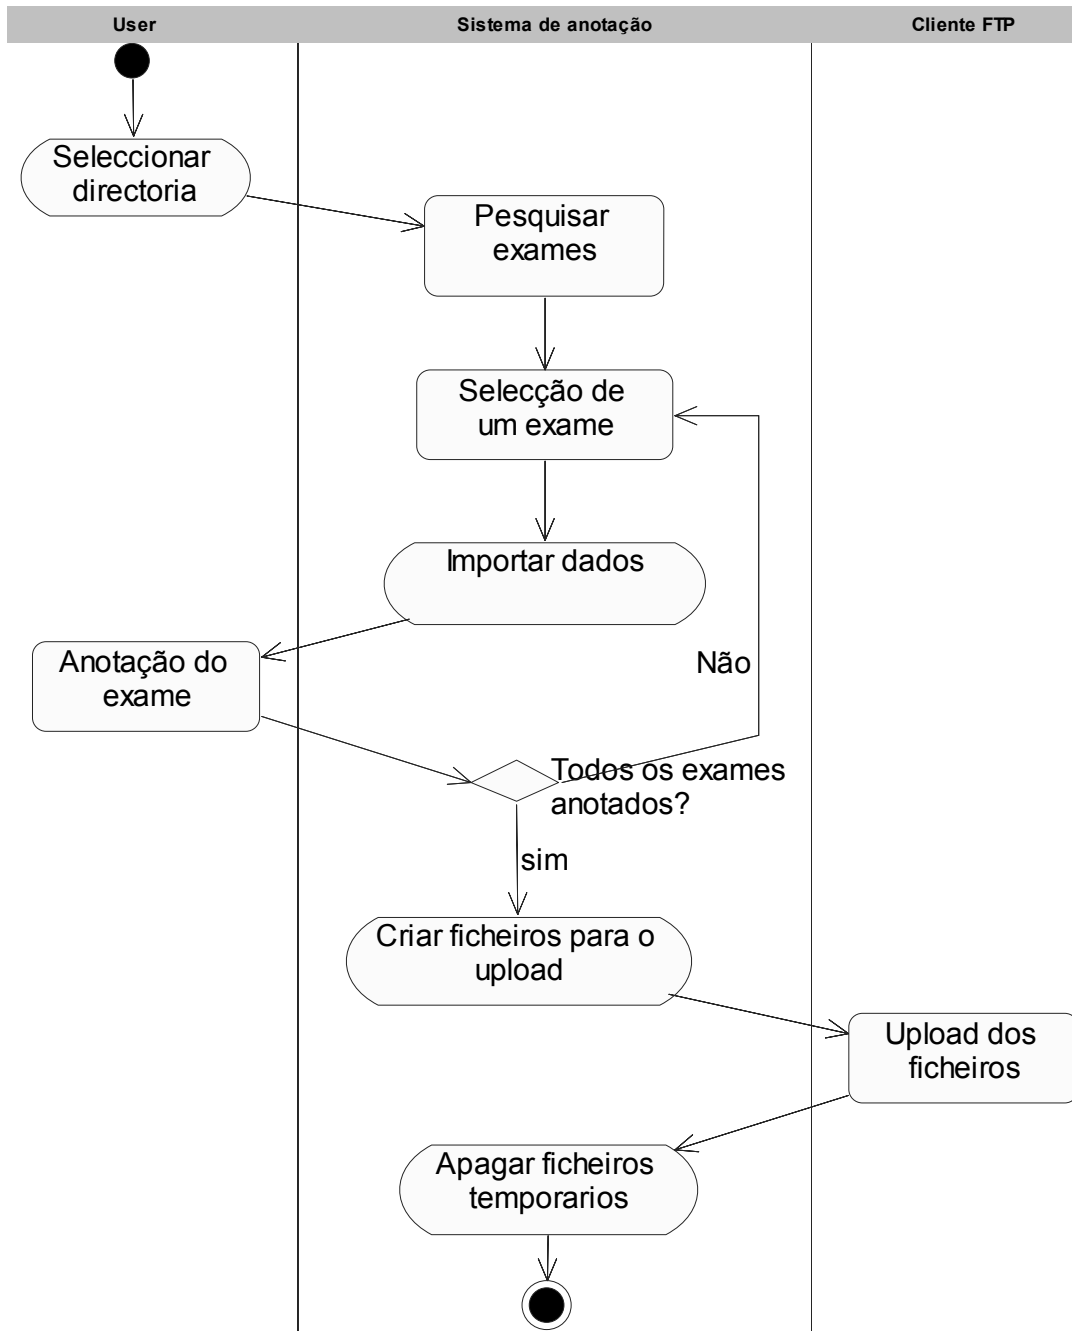 User
Sistema de anotação
Cliente FTP
Seleccionar
directoria
Pesquisar
exames
Selecção de
um exame
Importar dados
Anotação do
exame
Não
Todos os exames
anotados?
sim
Criar ficheiros para o
upload
Upload dos
ficheiros
Apagar ficheiros
temporarios